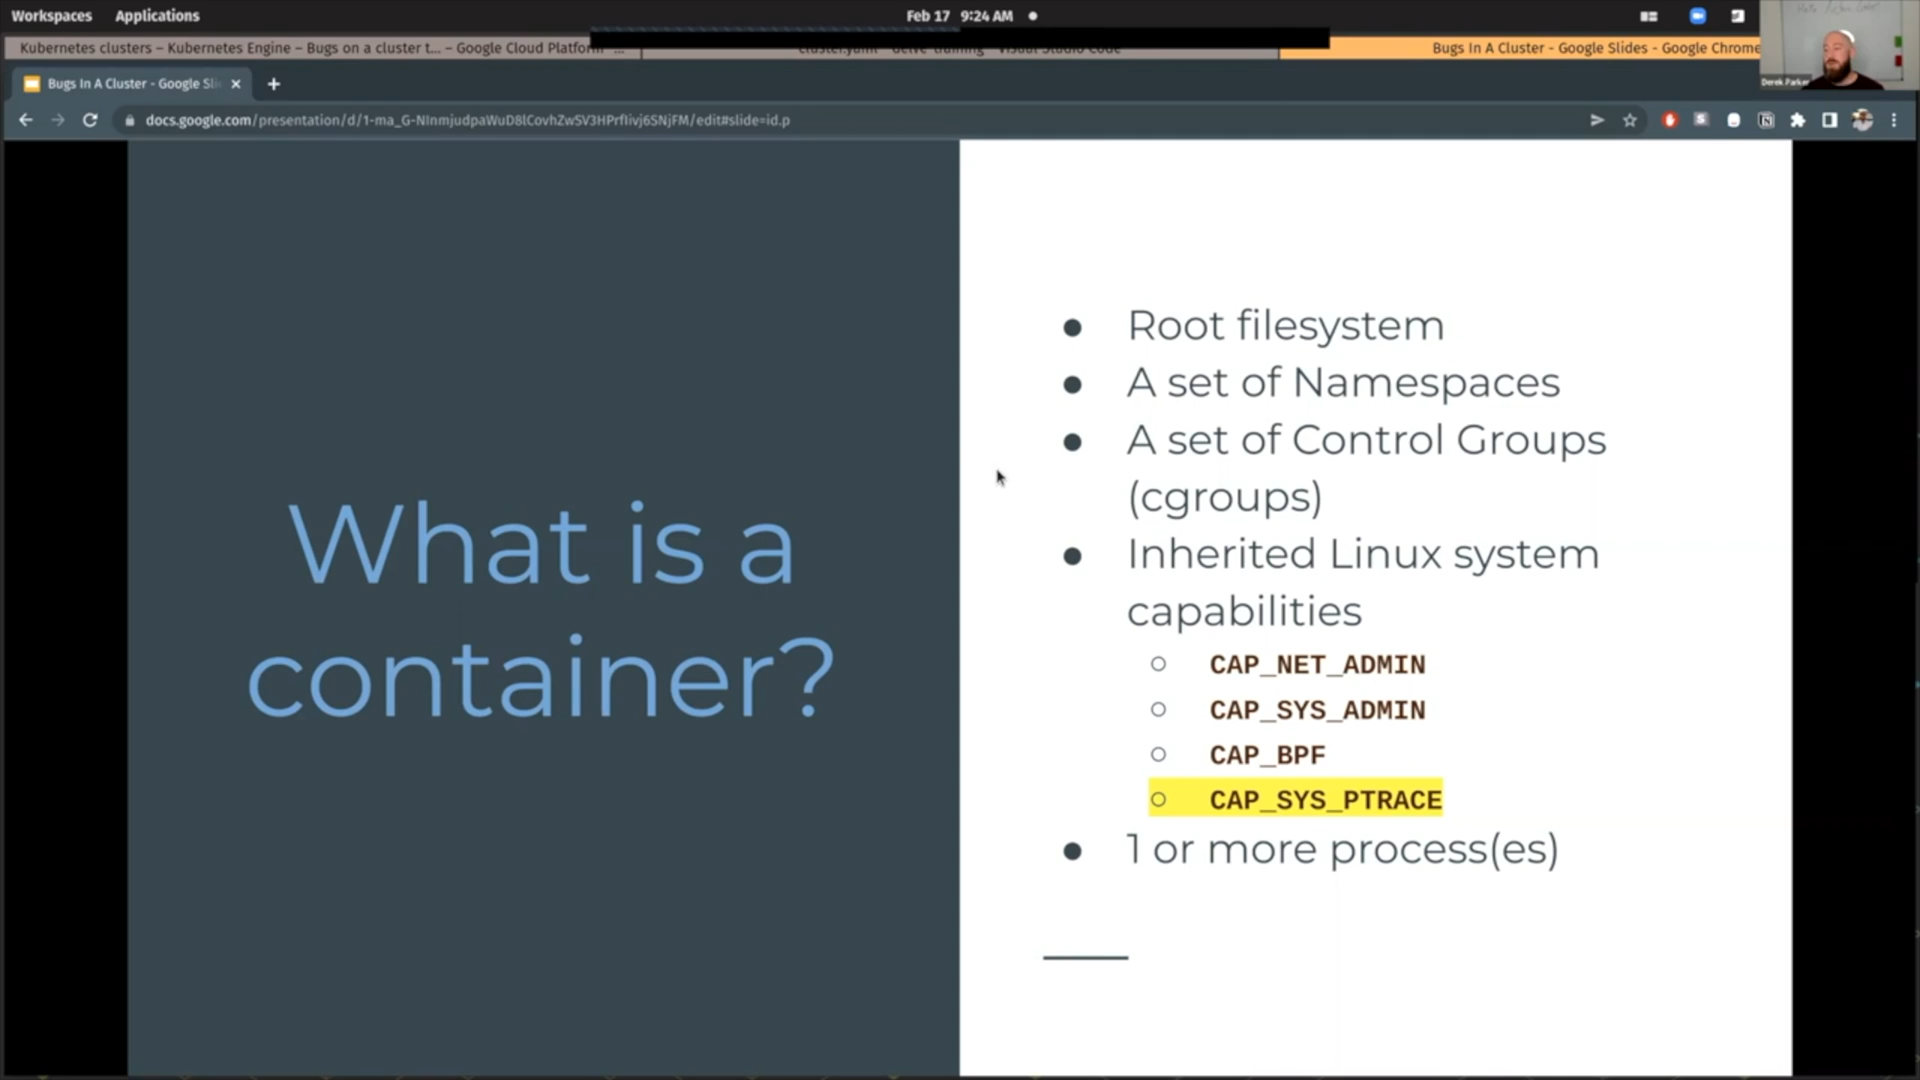 Workspaces
Applications
Feb 17 9:24 AM
Kubernetes clusters – Kubernetes Engine – Bugs on a cluster t... – Google Cloud Platform
Bugs In A Cluster - Google Slides - Google Chrome
Derek Parker
Bugs In A Cluster - Google Sli
docs.google.com/presentation/d/1-ma_G-NInmjudpaWuD8lCovhZwSV3HPrfIivj6SNjFM/edit#slide=id.p
What is a
container?
● Root filesystem
● A set of Namespaces
● A set of Control Groups
(cgroups)
● Inherited Linux system
capabilities
○ CAP_NET_ADMIN
○ CAP_SYS_ADMIN
○ CAP_BPF
○ CAP_SYS_PTRACE
● 1 or more process(es)